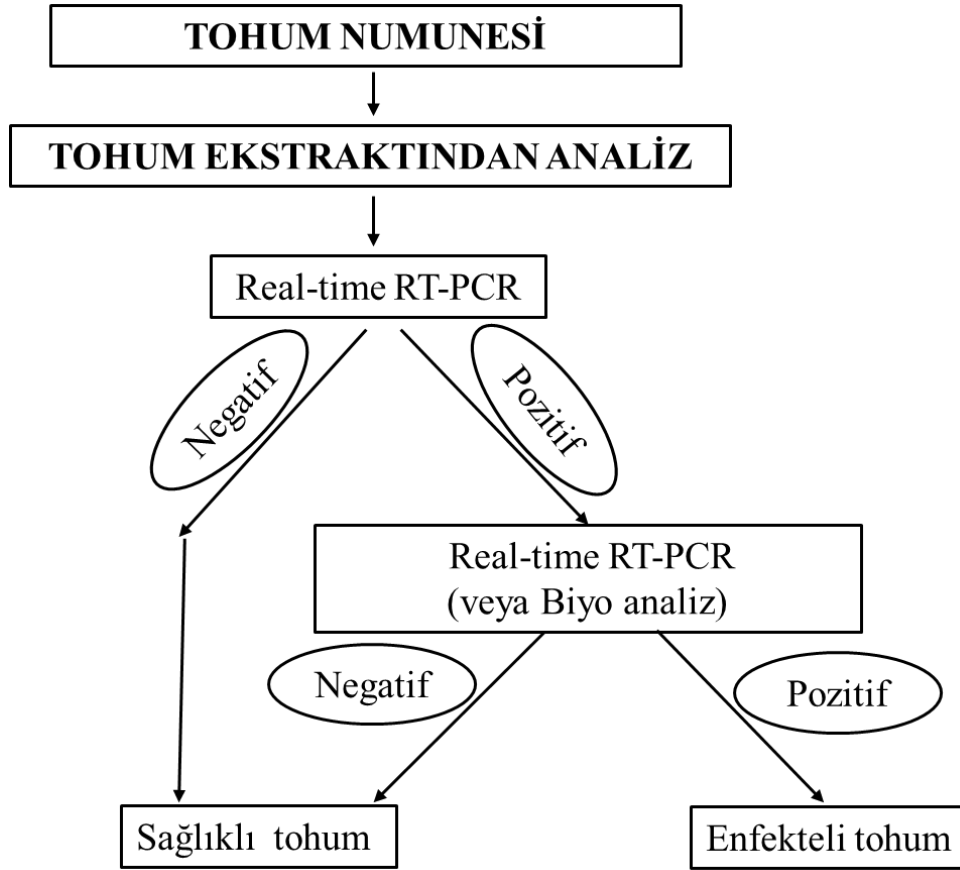 TOHUM NUMUNESİ
TOHUM EKSTRAKTINDAN ANALİZ
Real-time RT-PCR
Negatif
Pozitif
Real-time RT-PCR
(veya Biyo analiz)
Negatif
Pozitif
Sağlıklı tohum
Enfekteli tohum